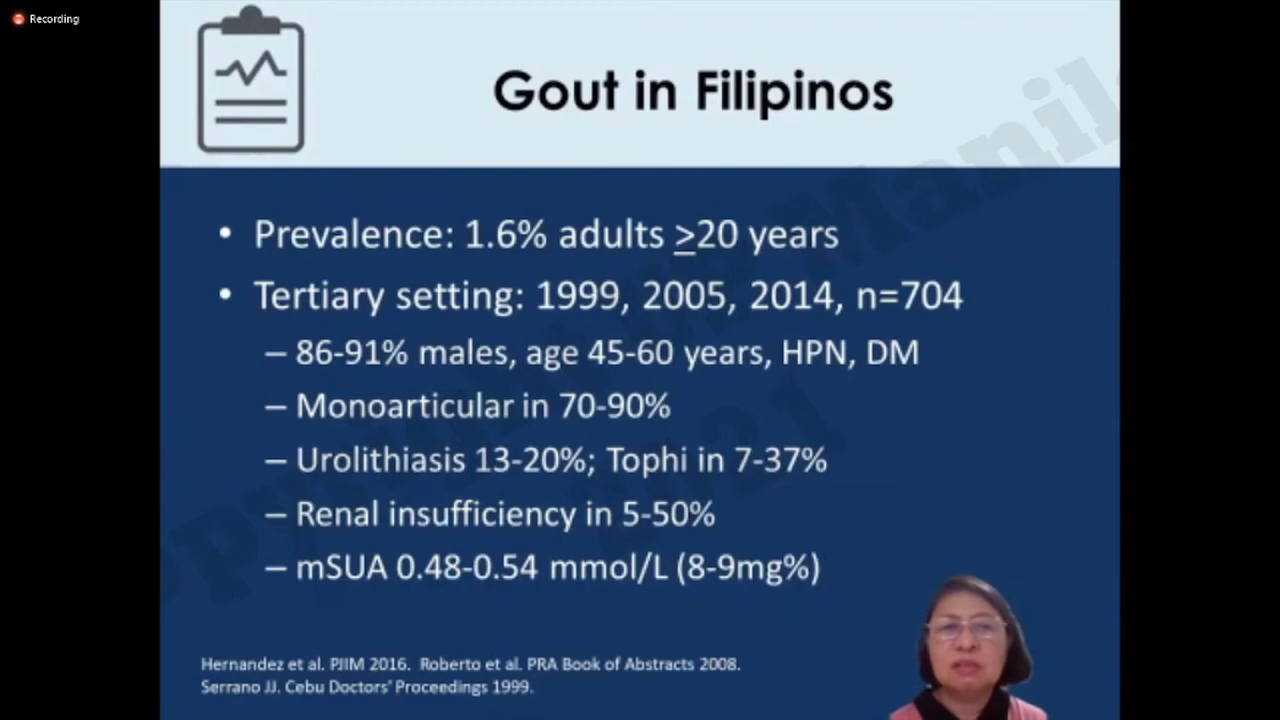 Recording
Gout in Filipinos
• Prevalence: 1.6% adults >20 years
• Tertiary setting: 1999, 2005, 2014, n=704
– 86-91% males, age 45-60 years, HPN, DM
– Monoarticular in 70-90%
– Urolithiasis 13-20%; Tophi in 7-37%
– Renal insufficiency in 5-50%
– mSUA 0.48-0.54 mmol/L (8-9mg%)
Hernandez et al. PJIM 2016. Roberto et al. PRA Book of Abstracts 2008.
Serrano JJ. Cebu Doctors' Proceedings 1999.